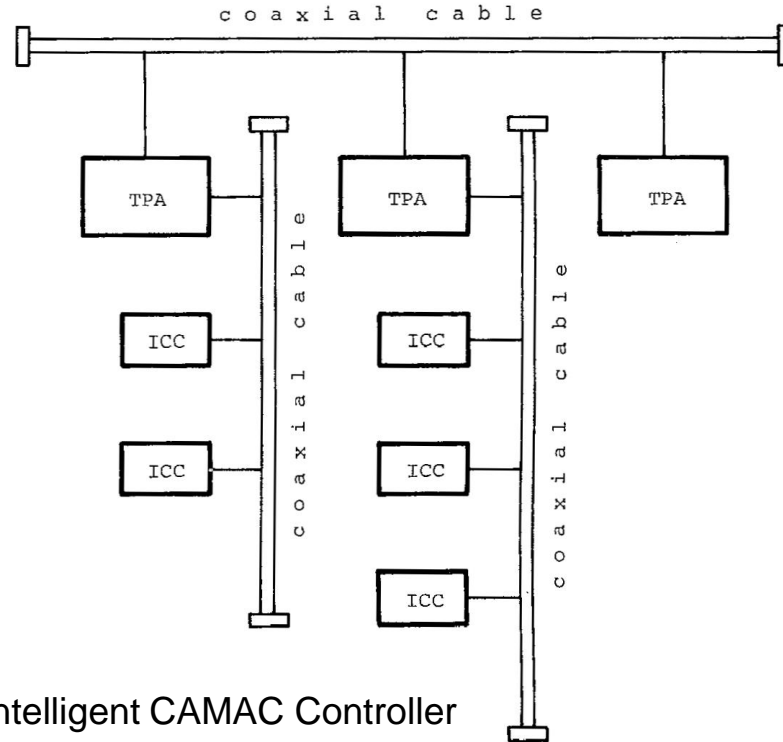 coaxial cable
TPA
TPA
TPA
coaxial cable
coaxial cable
ICC
ICC
ICC
ICC
ICC
ntelligent CAMAC Controller